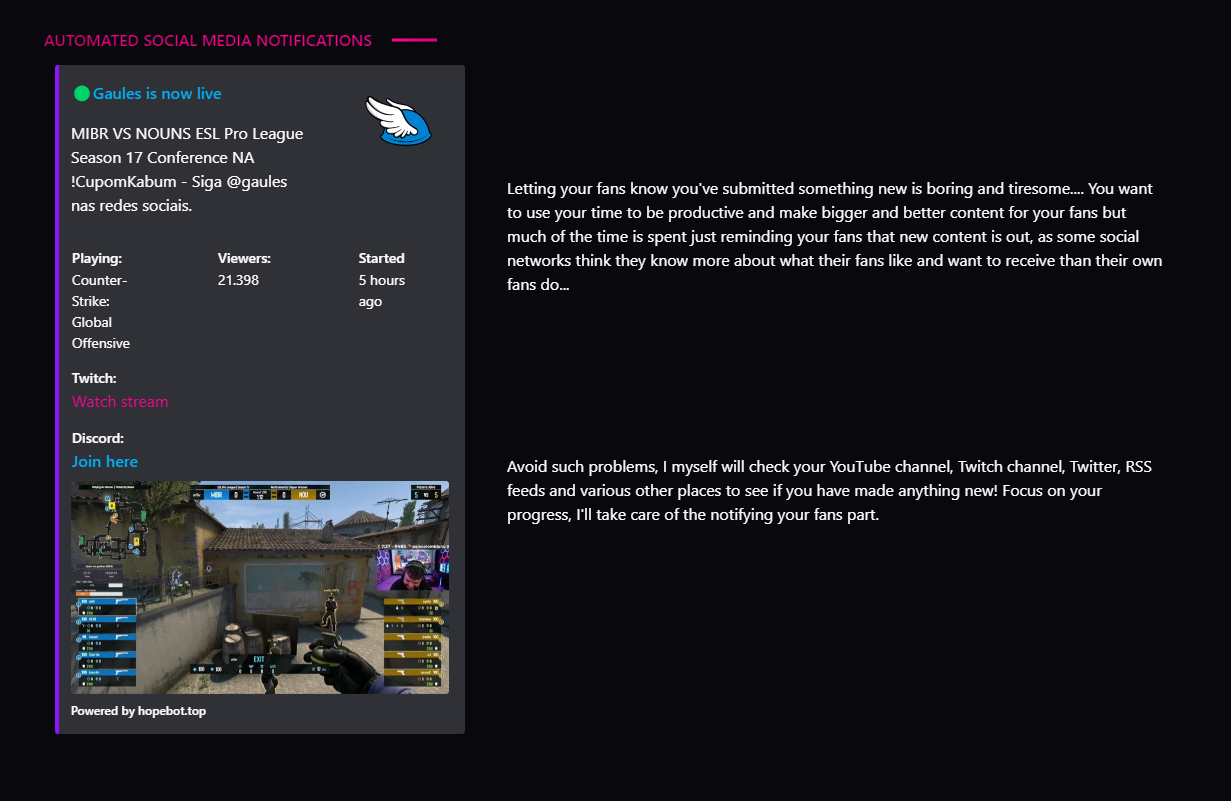 AUTOMATED SOCIAL MEDIA NOTIFICATIONS
Gaules is now live
MIBR VS NOUNS ESL Pro League
Season 17 Conference NA
!CupomKabum - Siga @gaules
nas redes sociais.
Playing:
Counter-
Strike:
Global
Offensive
Viewers:
21.398
Started
5 hours
ago
Twitch:
Watch stream
Discord:
Join here
MIBR 0
0 NOU
5 VS 5
EXIT
Powered by hopebot.top
Letting your fans know you've submitted something new is boring and tiresome.... You want
to use your time to be productive and make bigger and better content for your fans but
much of the time is spent just reminding your fans that new content is out, as some social
networks think they know more about what their fans like and want to receive than their own
fans do...
Avoid such problems, I myself will check your YouTube channel, Twitch channel, Twitter, RSS
feeds and various other places to see if you have made anything new! Focus on your
progress, I'll take care of the notifying your fans part.